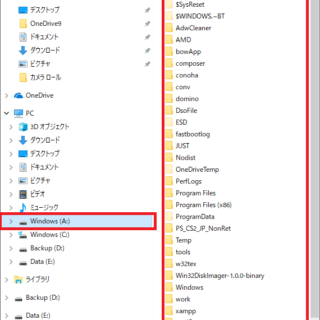 デスクトップ
OneDrive9
ドキュメント
ダウンロード
ピクチャ
カメラ ロール
OneDrive
PC
3D オブジェクト
ダウンロード
デスクトップ
ドキュメント
ピクチャ
ビデオ
ミュージック
Windows (A:)
Windows (C:)
Backup (D:)
Data (E:)
ライブラリ
Backup (D:)
Data (E:)
$SysReset
$WINDOWS.~BT
AdwCleaner
AMD
bowApp
composer
conoha
conv
domino
DsoFile
ESD
fastbootlog
JUST
Nodist
OneDriveTemp
PerfLogs
Program Files
Program Files (x86)
ProgramData
PS_CS2_JP_NonRet
Temp
tools
w32tex
Win32DiskImager-1.0.0-binary
Windows
work
xampp